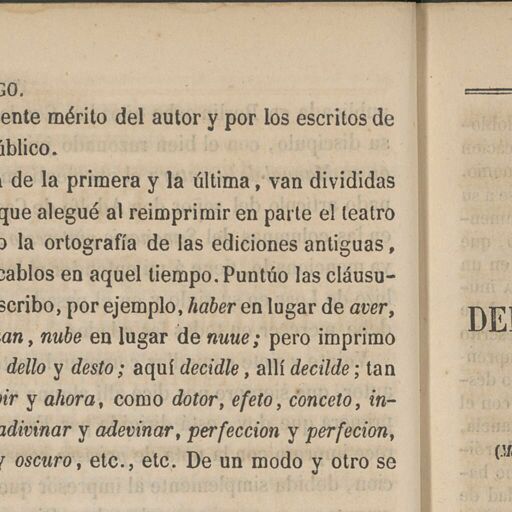 GO.
ente mérito del autor y por los escritos de
úblico.
de la primera y la última, van divididas
que alegué al reimprimir en parte el teatro
la ortografía de las ediciones antiguas,
cablos en aquel tiempo. Puntúo las cláusu-
scribo, por ejemplo, haber en lugar de aver,
an, nube en lugar de nuue; pero imprimo
dello y desto; aquí decidle, allí decilde; tan
bir y ahora, como dotor, efeto, conceto, in-
adivinar y adevinar, perfeccion y perfecion,
y oscuro, etc., etc. De un modo y otro se
DE